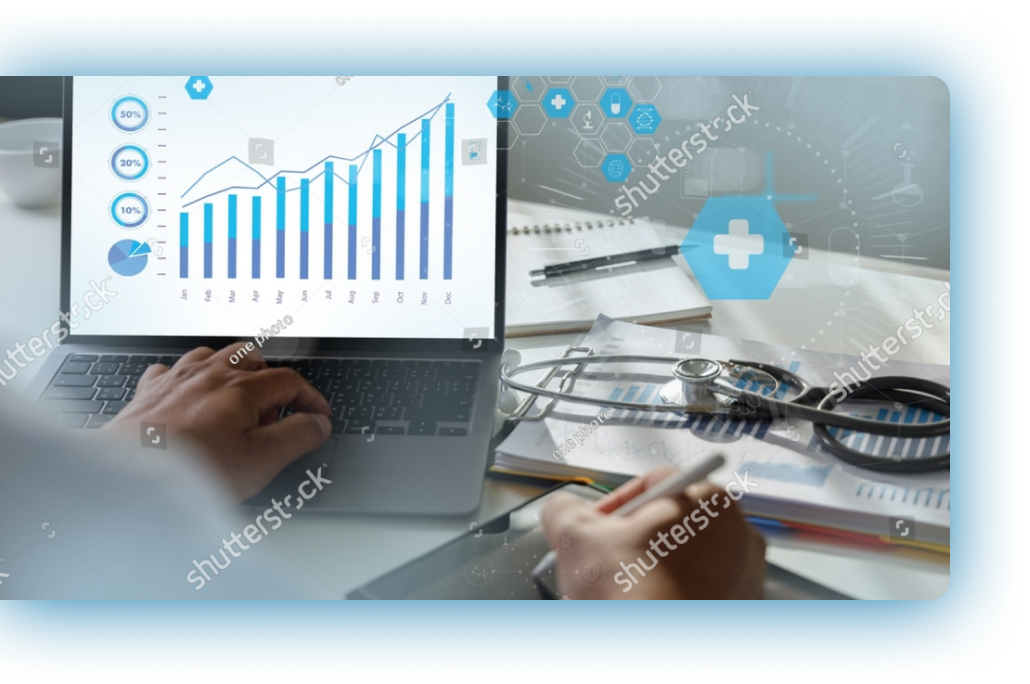 50%
20%
10%
Jan
Feb
Mar
Apr
May
Jun
Jul
Aug
Sep
Oct
Nov
Dec
shutterstock
shutterstock
one photo
one photo
shutterstock
shutterstock
shutterstock